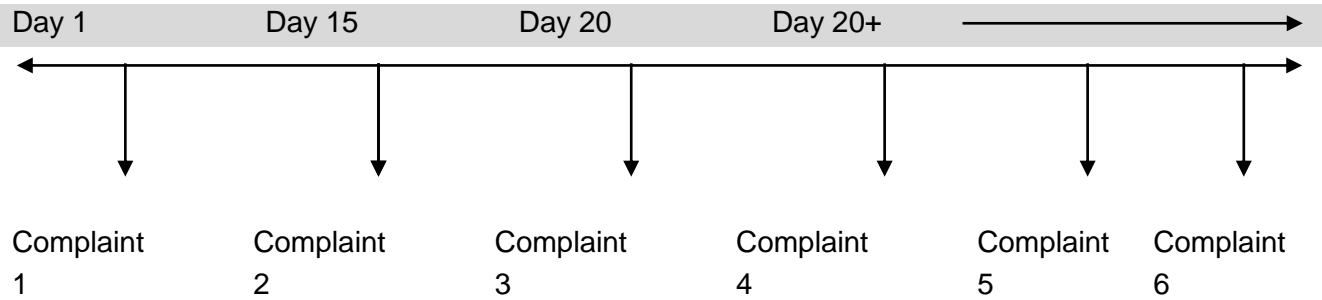 Day 1 Day 15 Day 20 Day 20+
Complaint Complaint Complaint Complaint Complaint Complaint
1 2 3 4 5 6